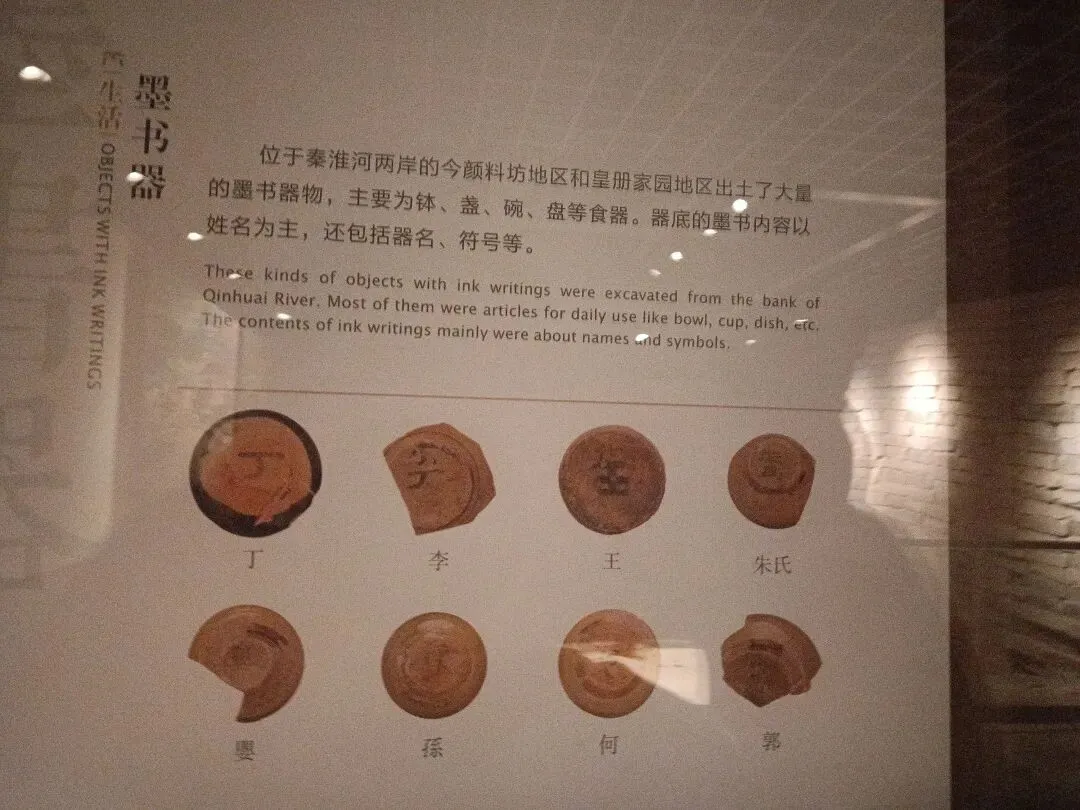 墨书器
生活
OBJECTS WITH INK WRITINGS
位于秦淮河两岸的今颜料坊地区和皇册家园地区出土了大量
的墨书器物，主要为钵、盏、碗、盘等食器。器底的墨书内容以
姓名为主，还包括器名、符号等。
These kinds of objects with ink writings were excavated from the bank of
Qinhuai River. Most of them were articles for daily use like bowl, cup, dish, etc.
The contents of ink writings mainly were about names and symbols.
丁
李
王
朱氏
丁 李 王 朱氏
孫 何 郭